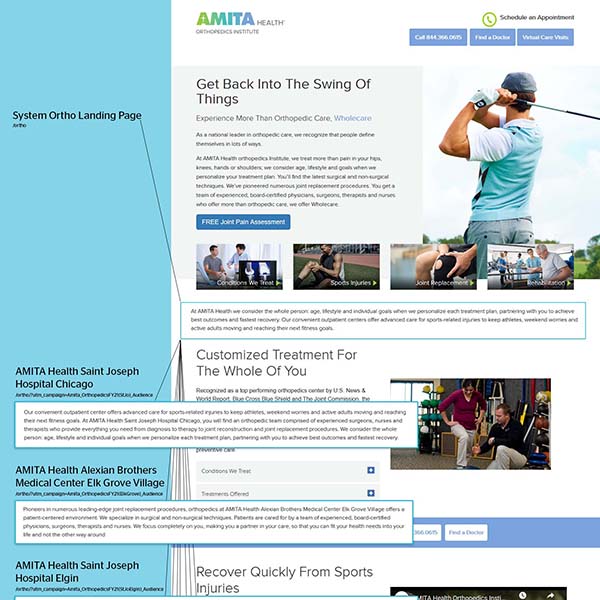 AMITA HEALTH
ORTHOPEDICS INSTITUTE
Schedule an Appointment
Call 844.366.0615
Find a Doctor
Virtual Care Visits
System Ortho Landing Page
/ortho
Get Back Into The Swing Of
Things
Experience More Than Orthopedic Care, Wholecare
As a national leader in orthopedic care, we recognize that people define
themselves in lots of ways.
At AMITA Health orthopedics Institute, we treat more than pain in your hips,
knees, hands or shoulders; we consider age, lifestyle and goals when we
personalize your treatment plan. You'll find the latest surgical and non-surgical
techniques. We've pioneered numerous joint replacement procedures. You get a
team of experienced, board-certified physicians, surgeons, therapists and nurses
who offer more than orthopedic care, we offer Wholecare.
FREE Joint Pain Assessment
Conditions We Treat
Sports Injuries
Joint Replacement
Rehabilitation
At AMITA Health we consider the whole person: age, lifestyle and individual goals when we personalize each treatment plan, partnering with you to achieve
best outcomes and fastest recovery. Our convenient outpatient centers offer advanced care for sports-related injuries to keep athletes, weekend worries and
active adults moving and reaching their next fitness goals.
Customized Treatment For
The Whole Of You
Recognized as a top performing orthopedics center by U.S. News &
World Report, Blue Cross Blue Shield and The Joint Commission, the
AMITA Health Saint Joseph
Hospital Chicago
Our convenient outpatient center offers advanced care for sports-related injuries to keep athletes, weekend worries and active adults moving and reaching
their next fitness goals. At AMITA Health Saint Joseph Hospital Chicago, you will find an orthopedic team comprised of experienced surgeons, nurses and
therapists who provide everything you need from diagnosis to therapy to joint reconstruction and joint replacement procedures. We consider the whole
person: age, lifestyle and individual goals when we personalize each treatment plan, partnering with you to achieve best outcomes and fastest recovery.
preventive care.
Conditions We Treat
Treatments Offered
AMITA Health Alexian Brothers
Medical Center Elk Grove Village
Pioneers in numerous leading-edge joint replacement procedures, orthopedics at AMITA Health Alexian Brothers Medical Center Elk Grove Village offers a
patient-centered environment. We specialize in surgical and non-surgical techniques. Patients are cared for by a team of experienced, board-certified
physicians, surgeons, therapists and nurses. We focus completely on you, making you a partner in your care, so that you can fit your health needs into your
life and not the other way around
.366.0615
Find a Doctor
AMITA Health Saint Joseph
Hospital Elgin
Recover Quickly From Sports
Injuries
AMITA Health Orthopedics Insti...